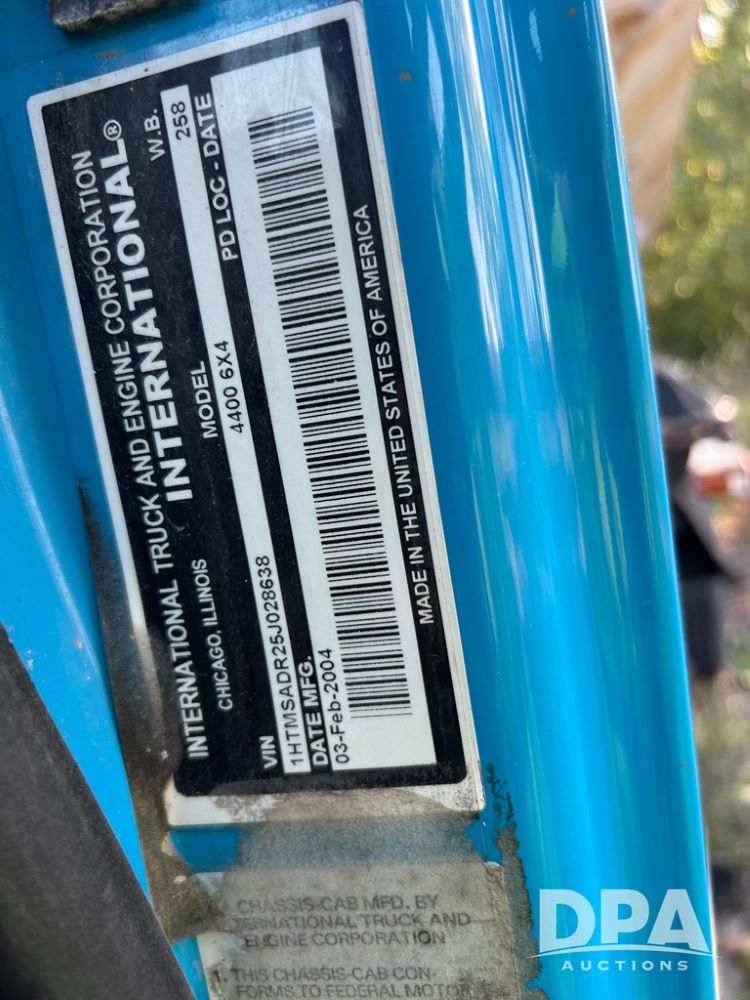 INTERNATIONAL TRUCK AND ENGINE CORPORATION
CHICAGO, ILLINOIS
INTERNATIONAL®
W.B.
MODEL
258
4400 6X4
VIN
PD LOC - DATE
1HTMSADR25J028638
DATE MFG.
03-Feb-2004
MADE IN THE UNITED STATES OF AMERICA
CHASSIS-CAB MFD. BY
TERNATIONAL TRUCK AND
ENGINE CORPORATION
1. THIS CHASSIS-CAB CON-
FORMS TO FEDERAL MOTOR
DPA
AUCTIONS